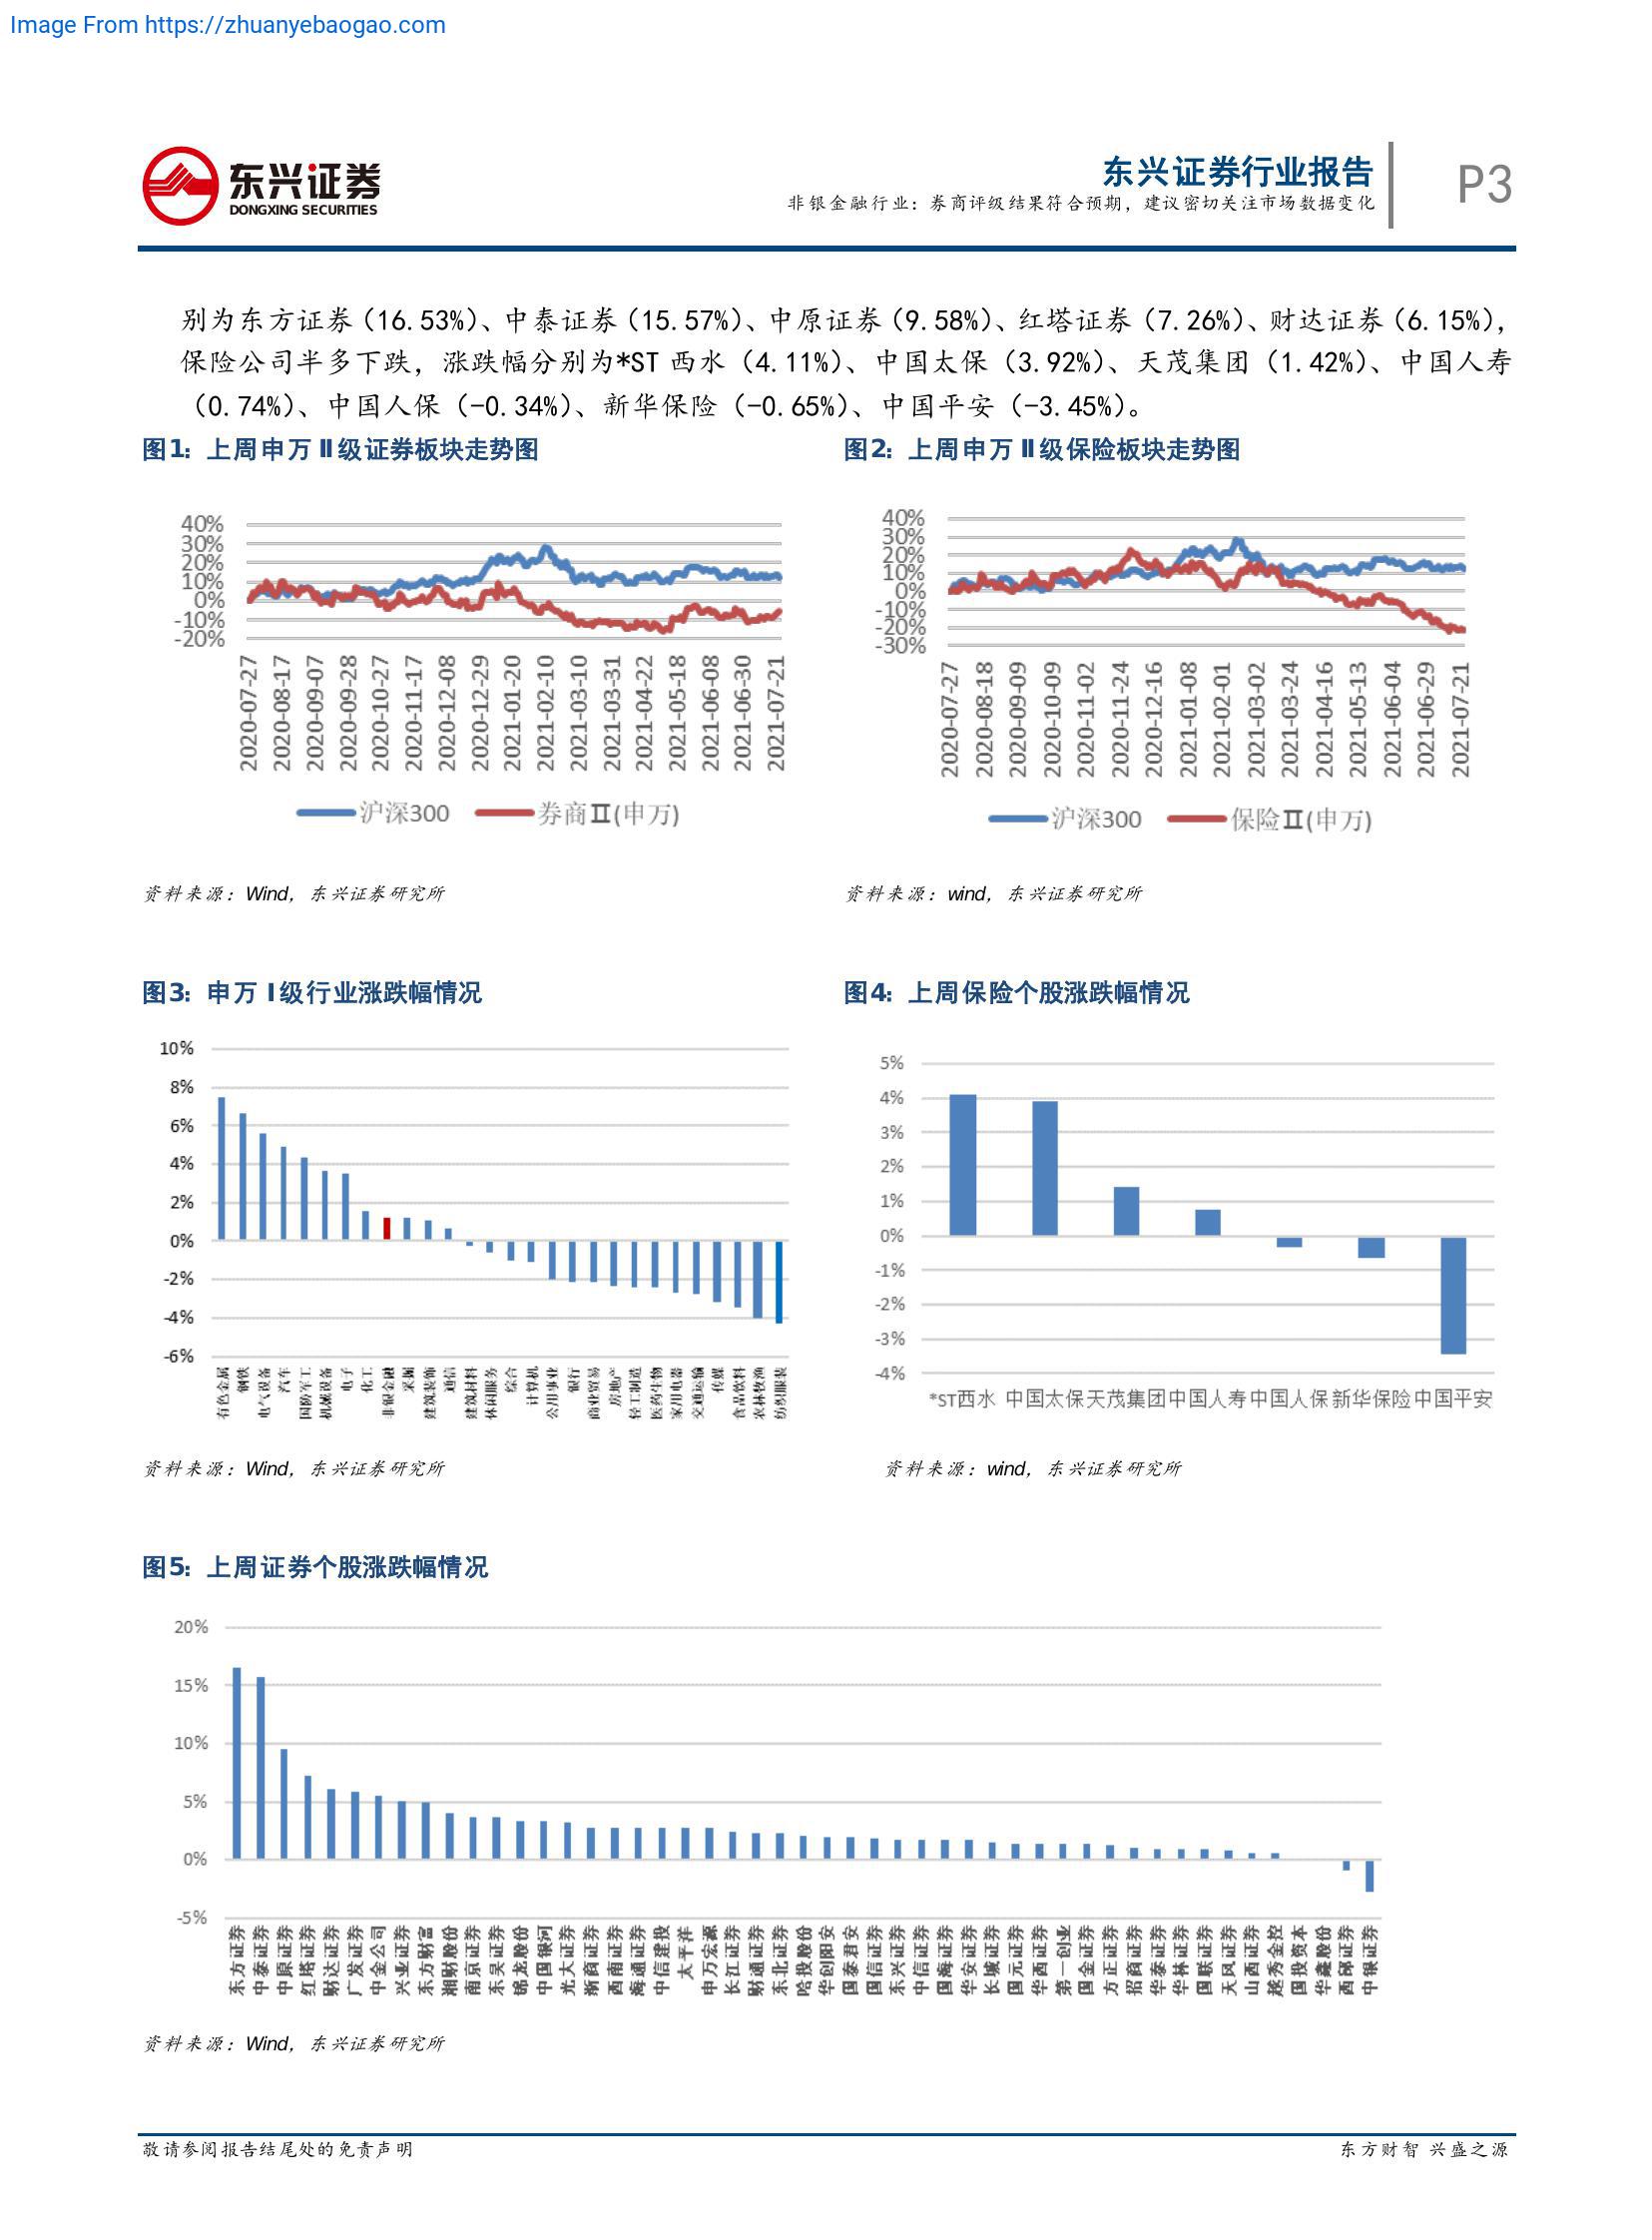 Image From https://zhuanyebaogao.com
东兴证券
DONGXING SECURITIES
东兴证券行业报告
非银金融行业：券商评级结果符合预期，建议密切关注市场数据变化
P3
别为东方证券（16.53%）、中泰证券（15.57%）、中原证券（9.58%）、红塔证券（7.26%）、财达证券（6.15%），
保险公司半多下跌，涨跌幅分别为*ST 西水（4.11%）、中国太保（3.92%）、天茂集团（1.42%）、中国人寿
（0.74%）、中国人保（-0.34%）、新华保险（-0.65%）、中国平安（-3.45%）。
图1：上周申万 II 级证券板块走势图
40%
30%
20%
10%
0%
-10%
-20%
2020-07-27
2020-08-17
2020-09-07
2020-09-28
2020-10-27
2020-11-17
2020-12-08
2020-12-29
2021-01-20
2021-02-10
2021-03-10
2021-03-31
2021-04-22
2021-05-18
2021-06-08
2021-06-30
2021-07-21
沪深300 券商Ⅱ(申万)
资料来源：Wind，东兴证券研究所
图2：上周申万 II 级保险板块走势图
40%
30%
20%
10%
0%
-10%
-20%
-30%
2020-07-27
2020-08-18
2020-09-09
2020-10-09
2020-11-02
2020-11-24
2020-12-16
2021-01-08
2021-02-01
2021-03-02
2021-03-24
2021-04-16
2021-05-13
2021-06-04
2021-06-29
2021-07-21
沪深300 保险Ⅱ(申万)
资料来源：wind，东兴证券研究所
图3：申万 I 级行业涨跌幅情况
10%
8%
6%
4%
2%
0%
-2%
-4%
-6%
有色金属
钢铁
电气设备
汽车
国防军工
机械设备
电子
化工
非银金融
采掘
建筑装饰
通信
建筑材料
休闲服务
综合
计算机
公用事业
银行
商业贸易
房地产
轻工制造
医药生物
家用电器
交通运输
传媒
食品饮料
农林牧渔
纺织服装
资料来源：Wind，东兴证券研究所
图4：上周保险个股涨跌幅情况
5%
4%
3%
2%
1%
0%
-1%
-2%
-3%
-4%
*ST西水 中国太保 天茂集团 中国人寿 中国人保 新华保险 中国平安
资料来源：wind，东兴证券研究所
图5：上周证券个股涨跌幅情况
20%
15%
10%
5%
0%
-5%
东方证券
中泰证券
中原证券
红塔证券
财达证券
广发证券
中金公司
兴业证券
东方财富
湘财股份
南京证券
东吴证券
锦龙股份
中国银河
光大证券
浙商证券
西南证券
海通证券
中信建投
太平洋
申万宏源
长江证券
财通证券
东北证券
哈投股份
华创阳安
国泰君安
国信证券
东兴证券
中信证券
国海证券
华安证券
长城证券
国元证券
华西证券
第一创业
国金证券
方正证券
招商证券
华泰证券
华林证券
国联证券
天风证券
山西证券
越秀金控
国投资本
华鑫股份
西部证券
中银证券
资料来源：Wind，东兴证券研究所
敬请参阅报告结尾处的免责声明
东方财智 兴盛之源